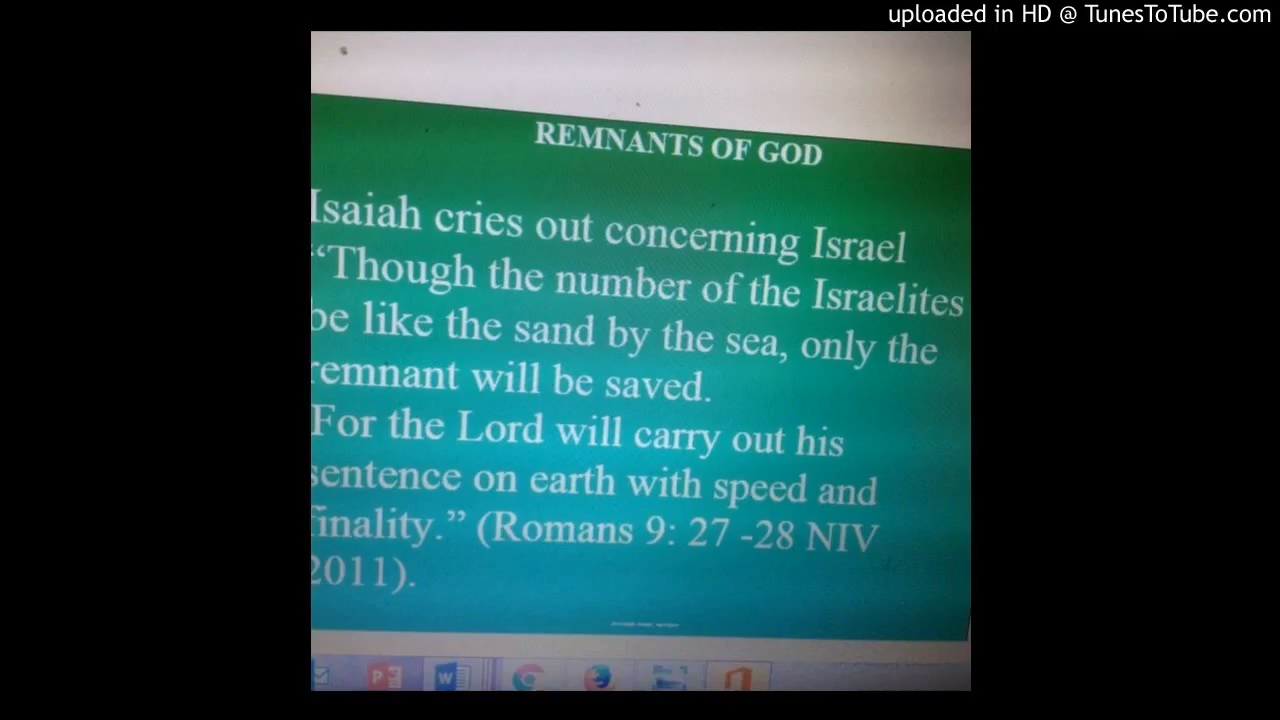 uploaded in HD @ TunesToTube.com
REMNANTS OF GOD
Isaiah cries out concerning Israel
“Though the number of the Israelites
be like the sand by the sea, only the
remnant will be saved.
For the Lord will carry out his
sentence on earth with speed and
finality.” (Romans 9: 27 -28 NIV
2011).